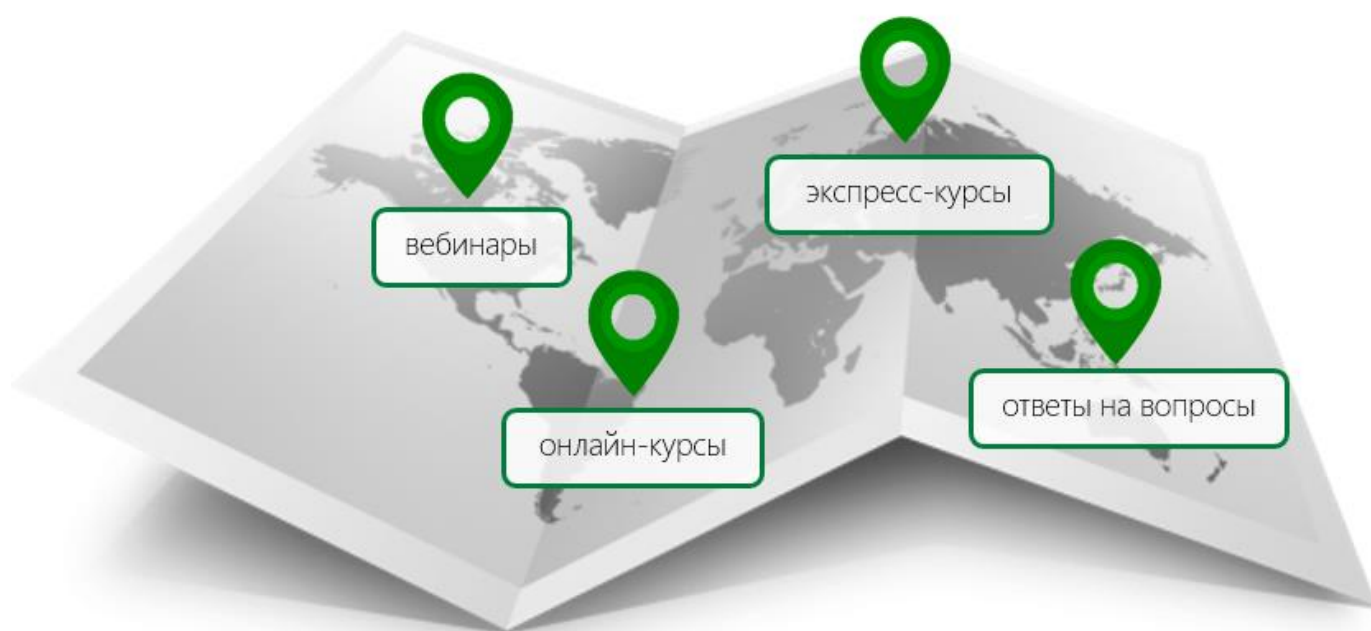 экспресс-курсы
вебинары
ответы на вопросы
онлайн-курсы